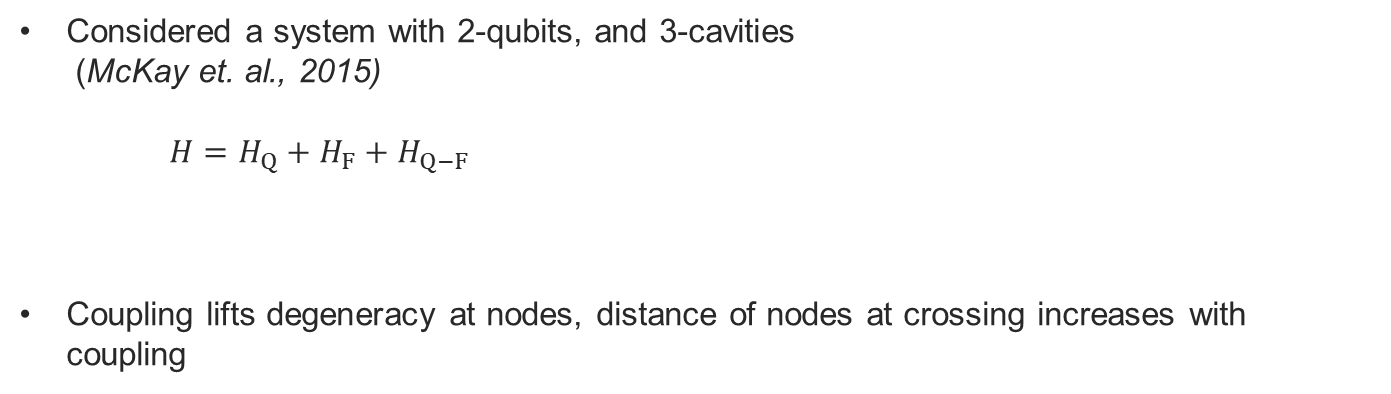 • Considered a system with 2-qubits, and 3-cavities
(McKay et. al., 2015)
H = H_Q + H_F + H_{Q−F}
• Coupling lifts degeneracy at nodes, distance of nodes at crossing increases with
coupling